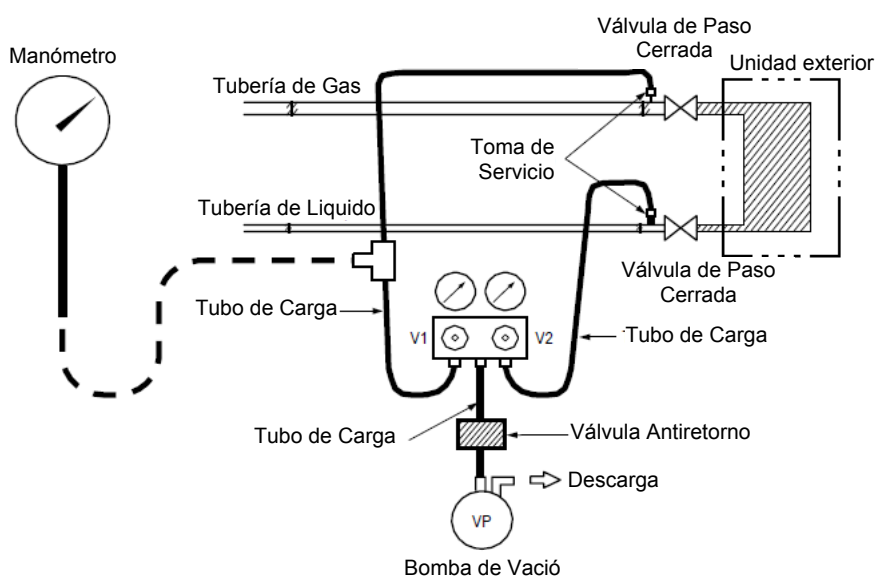 Válvula de Paso
Cerrada
Manómetro
Unidad exterior
Tubería de Gas
Toma de
Servicio
Tubería de Liquido
Válvula de Paso
Cerrada
Tubo de Carga
V1
V2
Tubo de Carga
Tubo de Carga
Válvula Antiretorno
Descarga
VP
Bomba de Vació